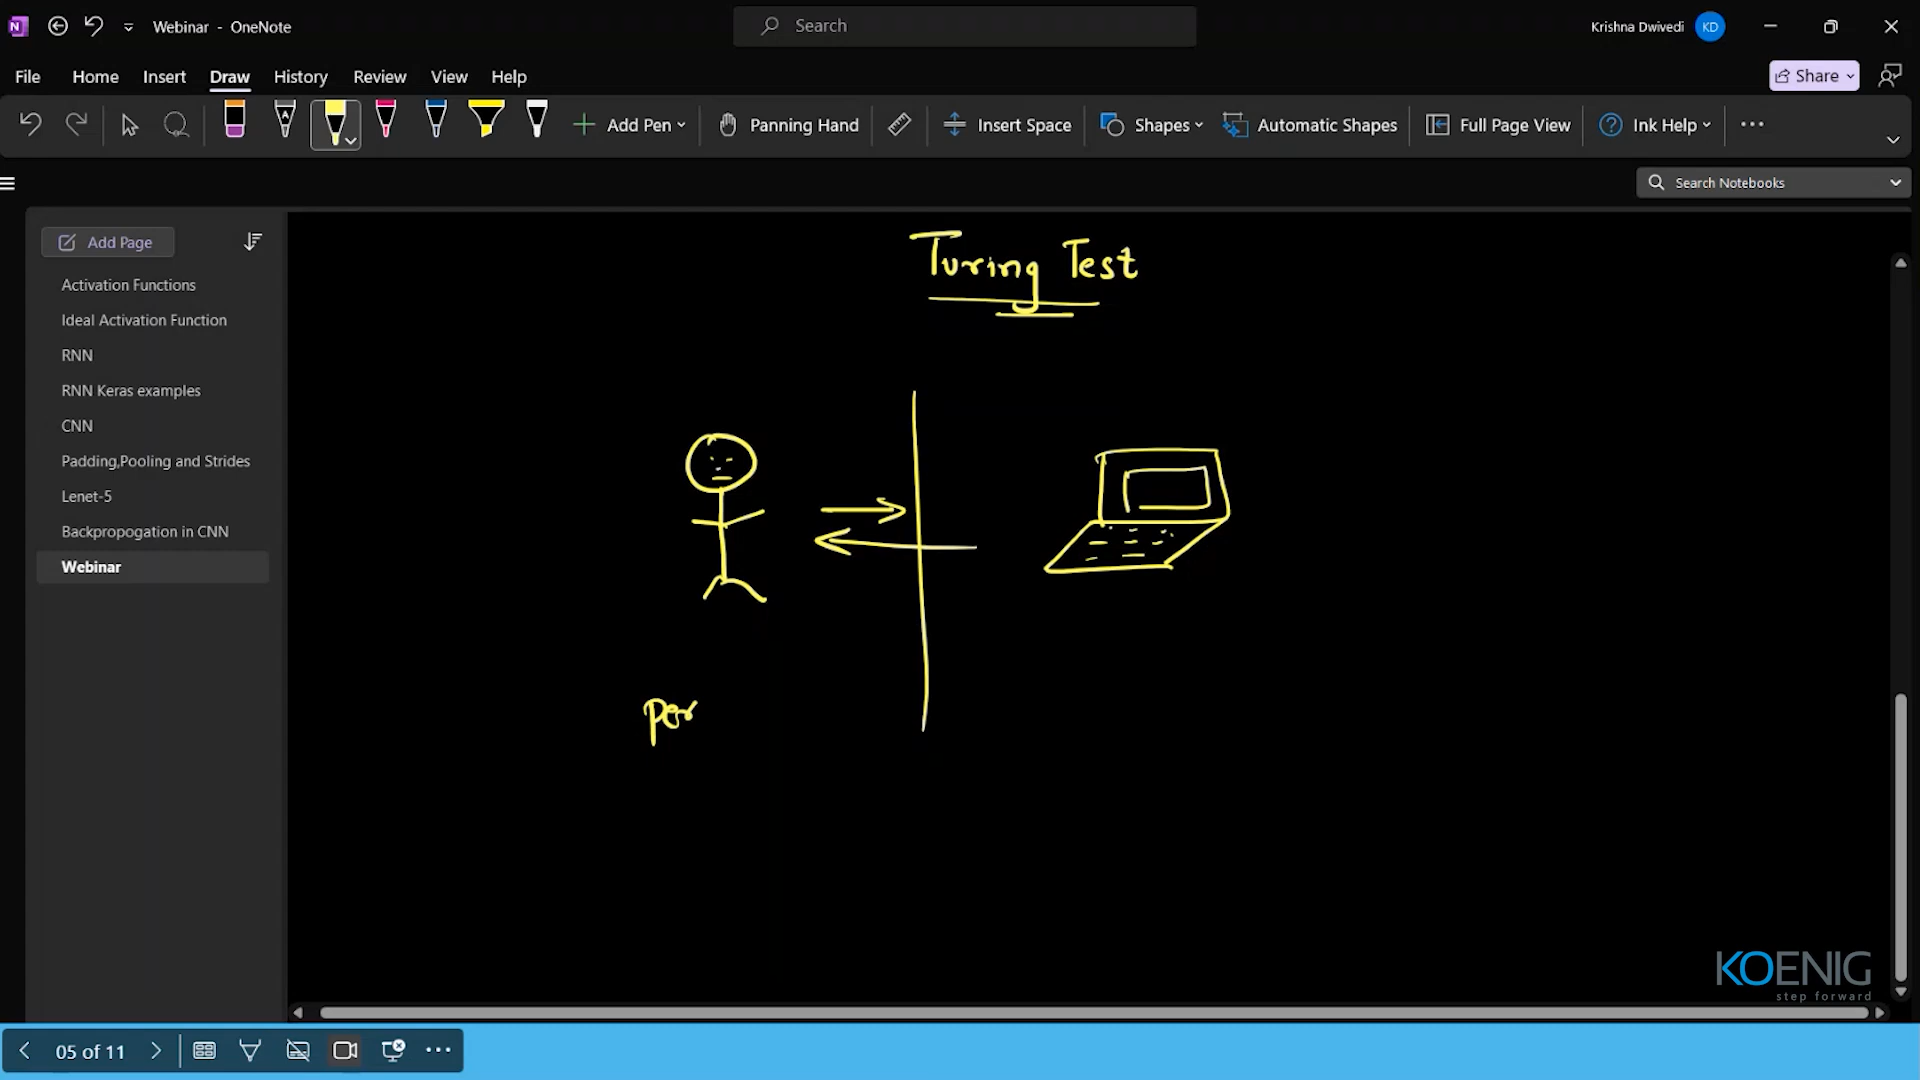 Webinar - OneNote
Search
Krishna Dwivedi KD
File Home Insert Draw History Review View Help
Share
A
Add Pen Panning Hand Insert Space Shapes Automatic Shapes Full Page View Ink Help
Search Notebooks
Add Page
Activation Functions
Ideal Activation Function
RNN
RNN Keras examples
CNN
Padding,Pooling and Strides
Lenet-5
Backpropogation in CNN
Webinar
Turing Test
per
KOENIG
step forward
05 of 11